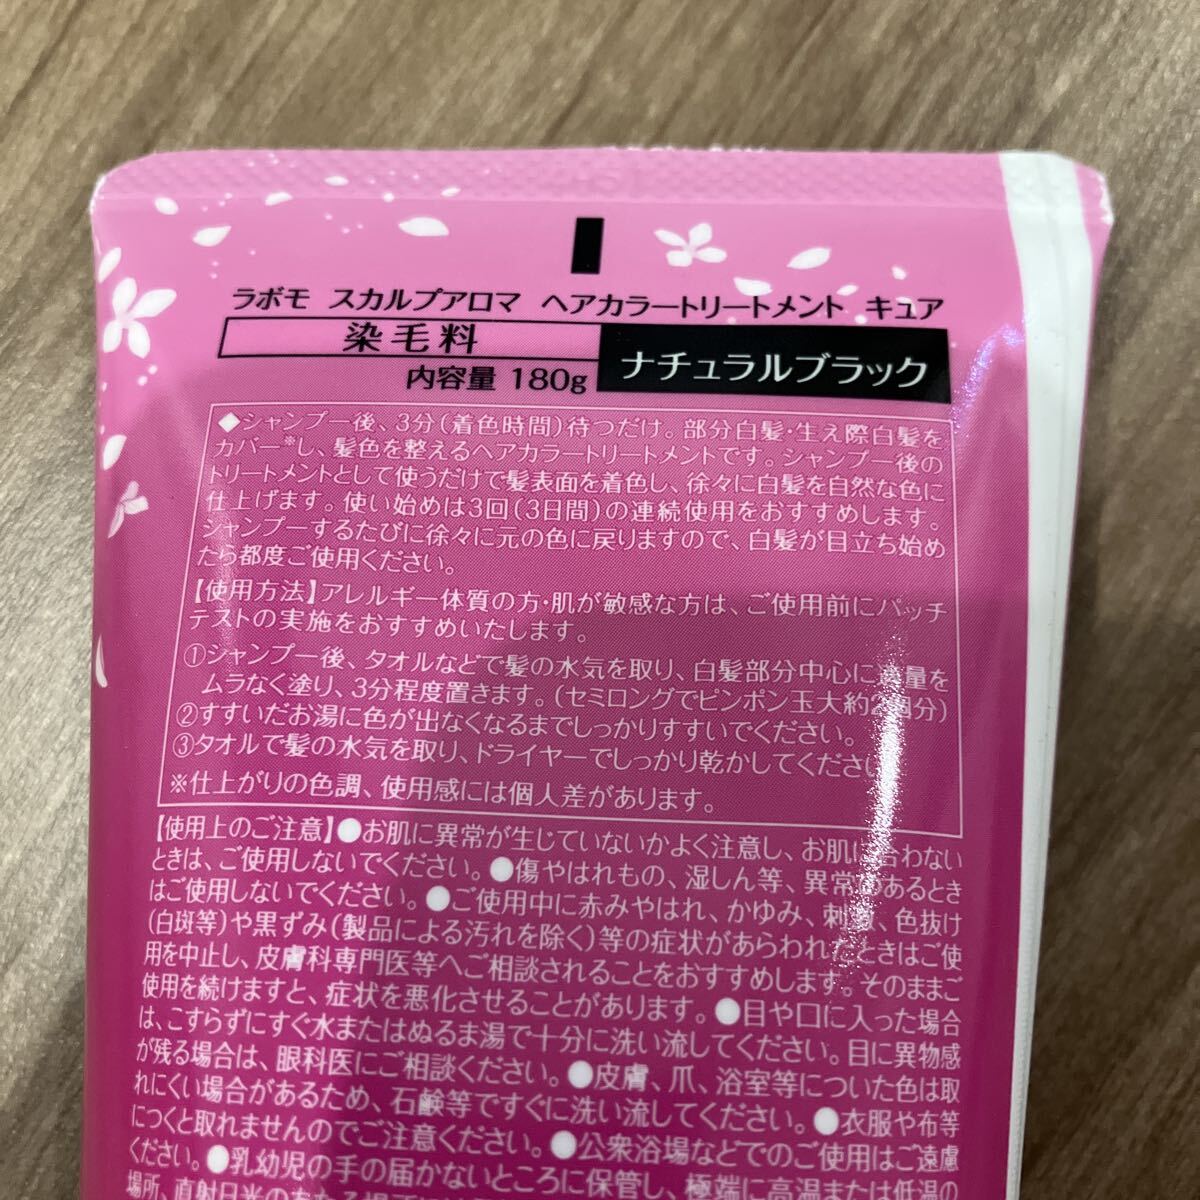 ラボモ スカルプアロマ ヘアカラートリートメント キュア
染毛料
ナチュラルブラック
内容量 180g
◆シャンプー後、3分(着色時間)待つだけ。部分白髪・生え際白髪を
カバー※し、髪色を整えるヘアカラートリートメントです。シャンプー後の
トリートメントとして使うだけで髪表面を着色し、徐々に白髪を自然な色に
仕上げます。使い始めは3回(3日間)の連続使用をおすすめします。
シャンプーするたびに徐々に元の色に戻りますので、白髪が目立ち始め
たら都度ご使用ください。
【使用方法】アレルギー体質の方・肌が敏感な方は、ご使用前にパッチ
テストの実施をおすすめいたします。
①シャンプー後、タオルなどで髪の水気を取り、白髪部分中心に適量を
ムラなく塗り、3分程度置きます。(セミロングでピンポン玉大約2個分)
②すすいだお湯に色が出なくなるまでしっかりすすいでください。
③タオルで髪の水気を取り、ドライヤーでしっかり乾かしてください
※仕上がりの色調、使用感には個人差があります。
【使用上のご注意】●お肌に異常が生じていないかよく注意し、お肌に合わない
ときは、ご使用しないでください。●傷やはれもの、湿しん等、異常のあるとき
はご使用しないでください。●ご使用中に赤みやはれ、かゆみ、刺激、色抜け
(白斑等)や黒ずみ(製品による汚れを除く)等の症状があらわれたときはご使
用を中止し、皮膚科専門医等へご相談されることをおすすめします。そのままご
使用を続けますと、症状を悪化させることがあります。●目や口に入った場合
は、こすらずにすぐ水またはぬるま湯で十分に洗い流してください。目に異物感
が残る場合は、眼科医にご相談ください。●皮膚、爪、浴室等についた色は取
れにくい場合があるため、石鹸等ですぐに洗い流してください。●衣服や布等
につくと取れませんのでご注意ください。●公衆浴場などでのご使用はご遠慮
ください。●乳幼児の手の届かないところに保管し、極端に高温または低温の
場所、直射日光の